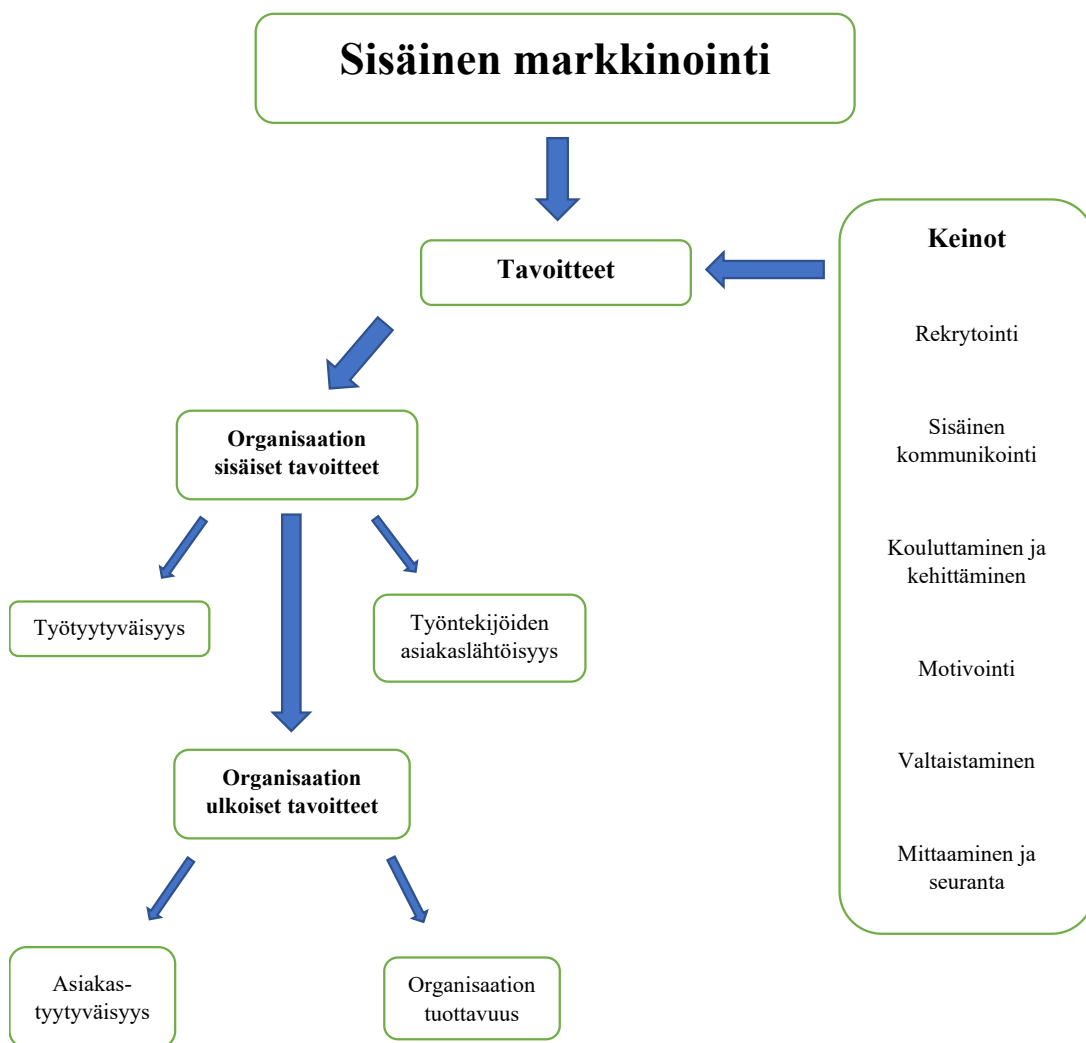 Sisäinen markkinointi
Tavoitteet
Keinot
Rekrytointi
Sisäinen
kommunikointi
Kouluttaminen ja
kehittäminen
Motivointi
Valtaistaminen
Mittaaminen ja
seuranta
Organisaation
sisäiset tavoitteet
Työtyytyväisyys
Työntekijöiden
asiakaslähtöisyys
Organisaation
ulkoiset tavoitteet
Asiakas-
tyytyväisyys
Organisaation
tuottavuus